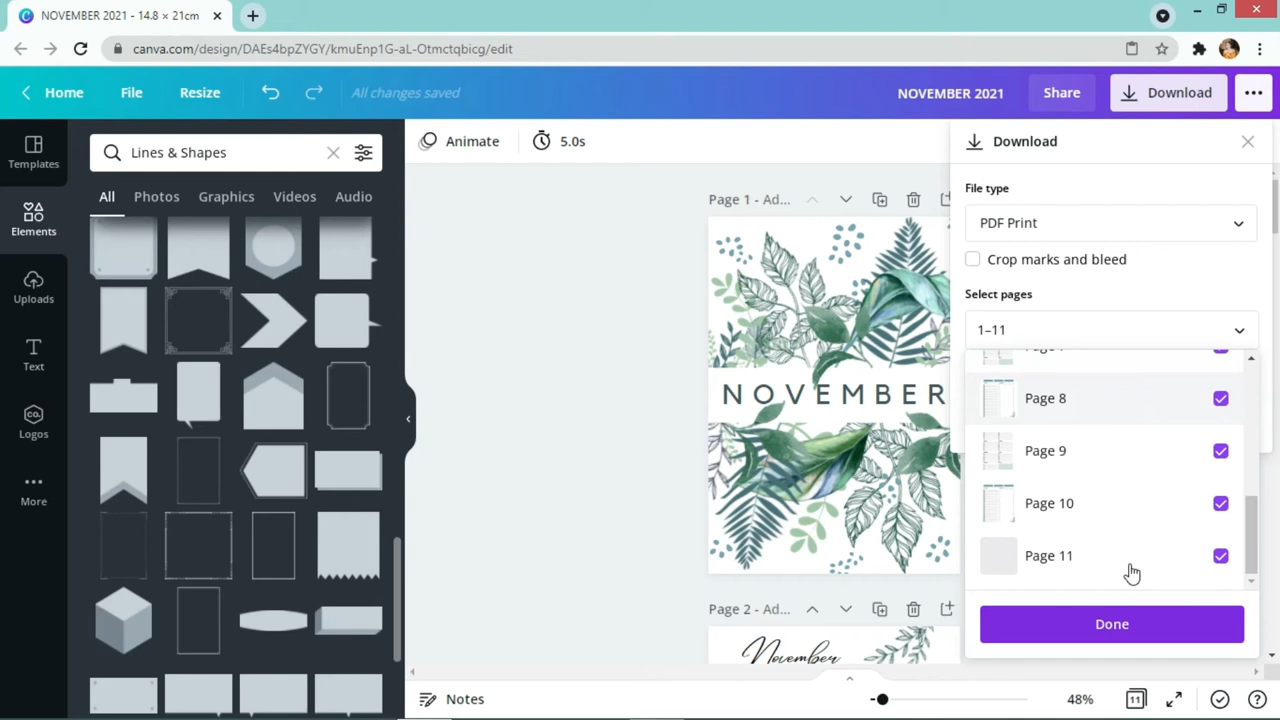 NOVEMBER 2021 - 14.8 × 21cm
canva.com/design/DAEs4bpZYGY/kmuEnp1G-aL-Otmctqbicg/edit
Home
File
Resize
All changes saved
NOVEMBER 2021
Share
Download
Templates
Elements
Uploads
Text
CO.
Logos
More
Lines & Shapes
All
Photos
Graphics
Videos
Audio
Animate
5.0s
Page 1 - Ad...
NOVEMBER
Page 2 - Ad...
November
Download
File type
PDF Print
Crop marks and bleed
Select pages
1–11
Page 8
Page 9
Page 10
Page 11
Done
Notes
48%
11